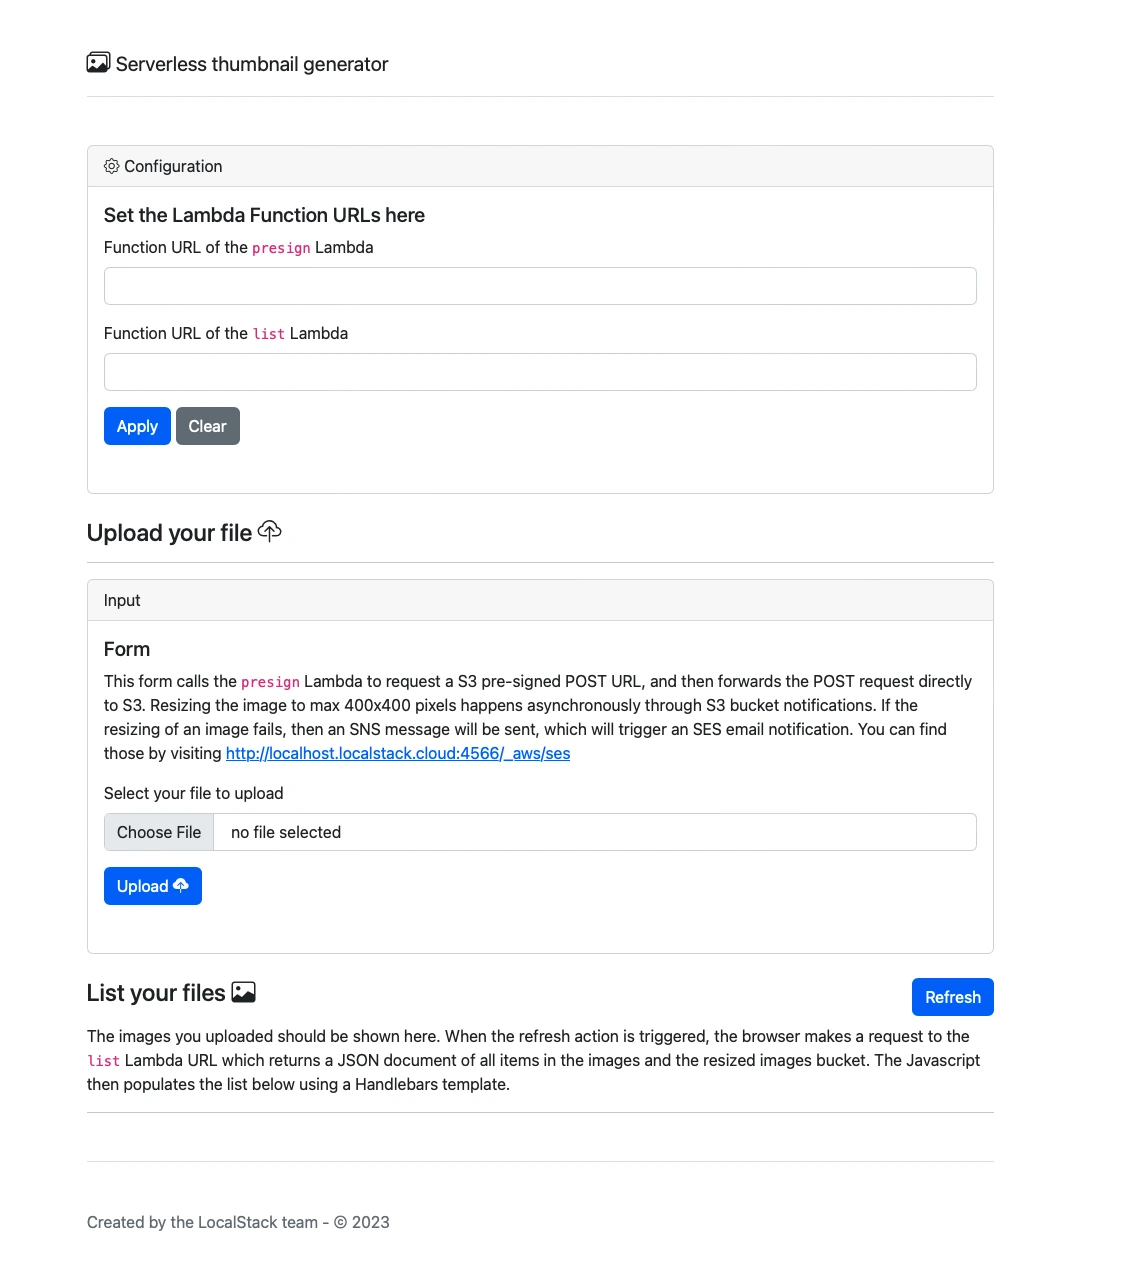 Serverless thumbnail generator
Configuration
Set the Lambda Function URLs here
Function URL of the presign Lambda
Function URL of the list Lambda
Apply Clear
Upload your file
Input
Form
This form calls the presign Lambda to request a S3 pre-signed POST URL, and then forwards the POST request directly
to S3. Resizing the image to max 400x400 pixels happens asynchronously through S3 bucket notifications. If the
resizing of an image fails, then an SNS message will be sent, which will trigger an SES email notification. You can find
those by visiting http://localhost.localstack.cloud:4566/_aws/ses
Select your file to upload
Choose File no file selected
Upload
List your files
Refresh
The images you uploaded should be shown here. When the refresh action is triggered, the browser makes a request to the
list Lambda URL which returns a JSON document of all items in the images and the resized images bucket. The Javascript
then populates the list below using a Handlebars template.
Created by the LocalStack team - © 2023